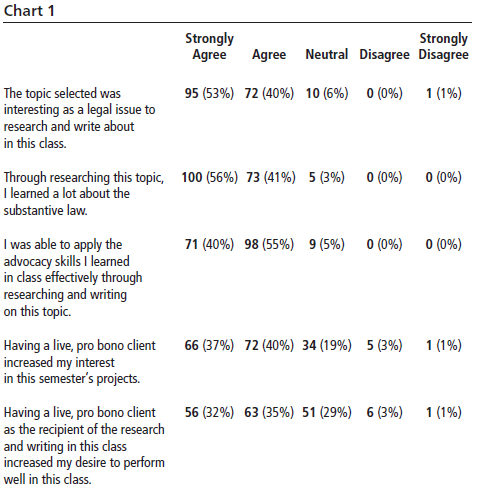 Chart 1
Strongly Agree Agree Neutral Disagree Strongly Disagree
The topic selected was 95 (53%) 72 (40%) 10 (6%) 0 (0%) 1 (1%)
interesting as a legal issue to
research and write about
in this class.
Through researching this topic, 100 (56%) 73 (41%) 5 (3%) 0 (0%) 0 (0%)
I learned a lot about the
substantive law.
I was able to apply the 71 (40%) 98 (55%) 9 (5%) 0 (0%) 0 (0%)
advocacy skills I learned
in class effectively through
researching and writing
on this topic.
Having a live, pro bono client 66 (37%) 72 (40%) 34 (19%) 5 (3%) 1 (1%)
increased my interest
in this semester's projects.
Having a live, pro bono client 56 (32%) 63 (35%) 51 (29%) 6 (3%) 1 (1%)
as the recipient of the research
and writing in this class
increased my desire to perform
well in this class.